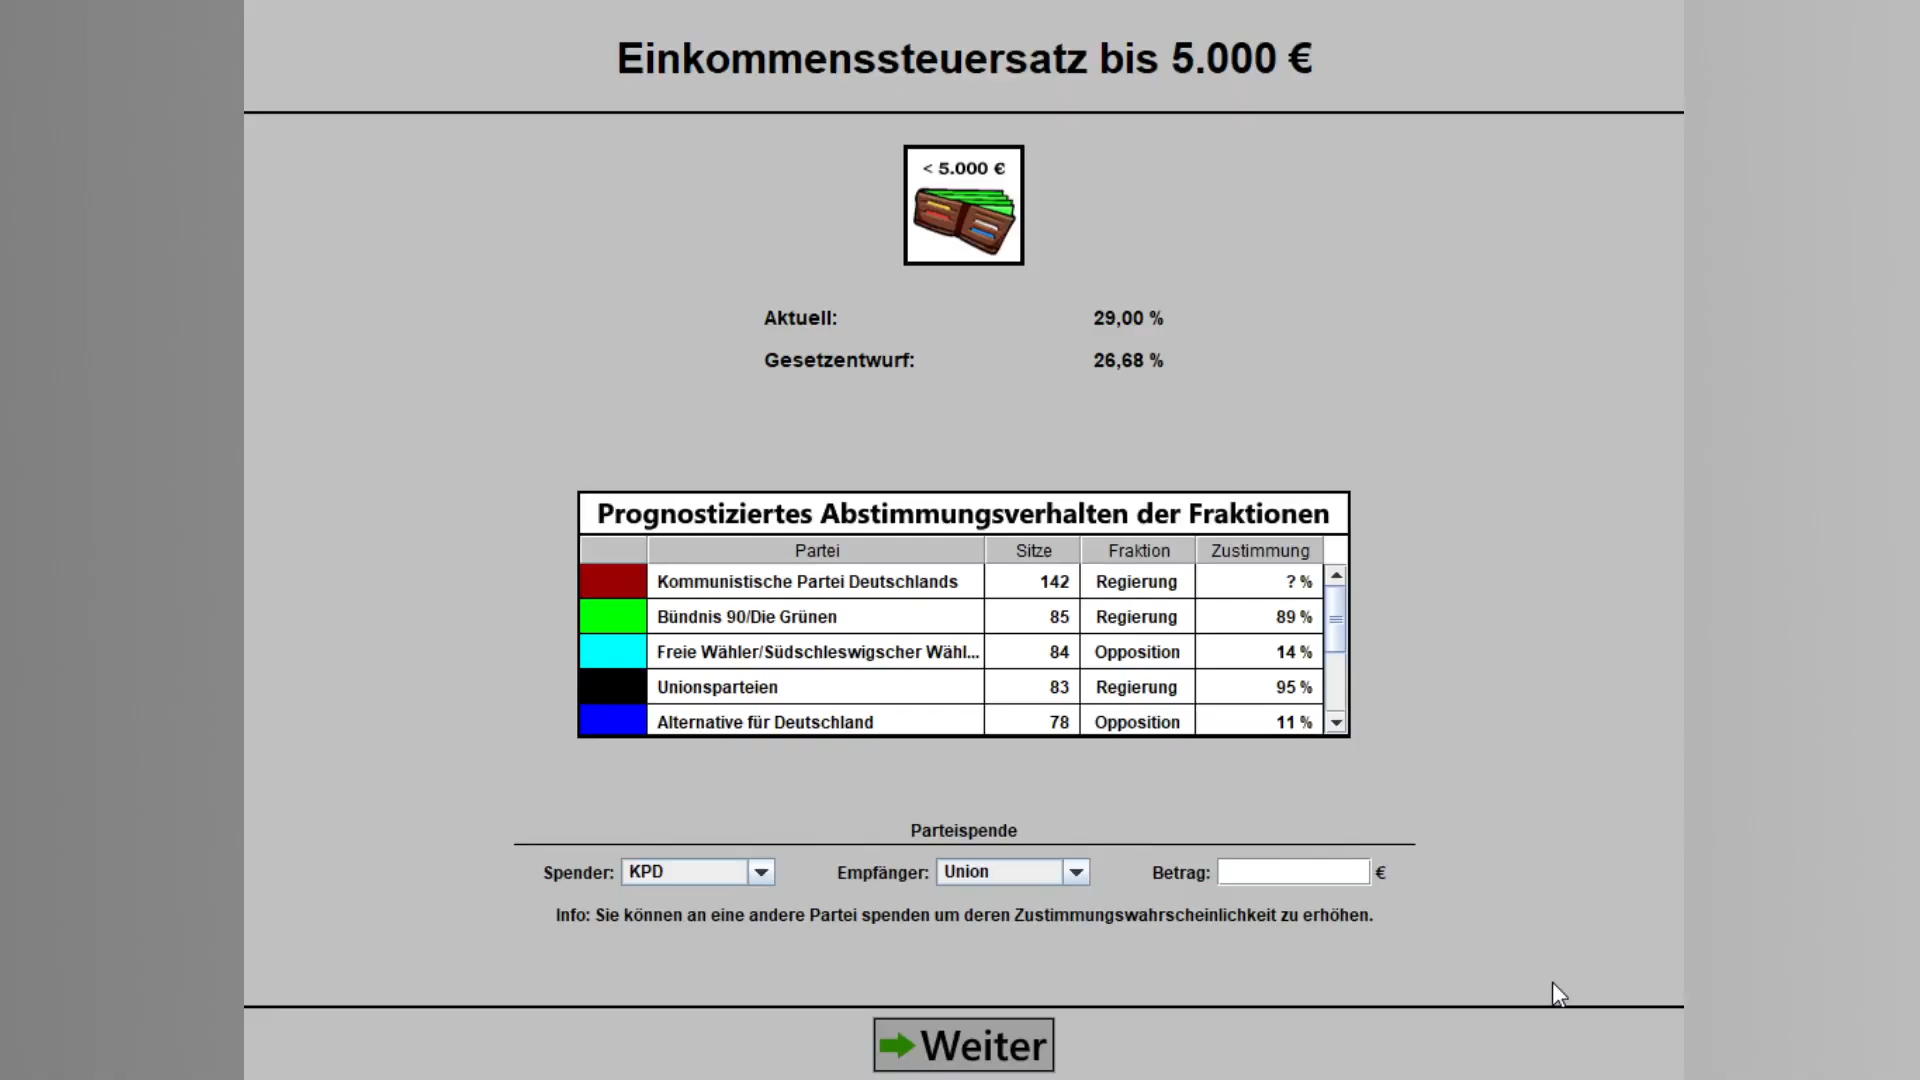 Einkommenssteuersatz bis 5.000 €
< 5.000 €
Aktuell: 29,00 %
Gesetzentwurf: 26,68 %
Prognostiziertes Abstimmungsverhalten der Fraktionen
Partei Sitze Fraktion Zustimmung
Kommunistische Partei Deutschlands 142 Regierung ? %
Bündnis 90/Die Grünen 85 Regierung 89 %
Freie Wähler/Südschleswigscher Wähl... 84 Opposition 14 %
Unionsparteien 83 Regierung 95 %
Alternative für Deutschland 78 Opposition 11 %
Parteispende
Spender: KPD Empfänger: Union Betrag: €
Info: Sie können an eine andere Partei spenden um deren Zustimmungswahrscheinlichkeit zu erhöhen.
Weiter